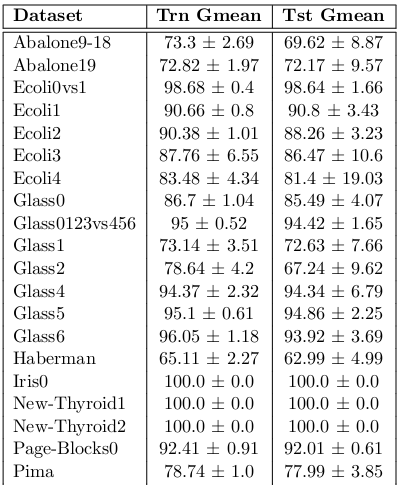 Dataset Trn Gmean Tst Gmean
Abalone9-18 73.3 ± 2.69 69.62 ± 8.87
Abalone19 72.82 ± 1.97 72.17 ± 9.57
Ecoli0vs1 98.68 ± 0.4 98.64 ± 1.66
Ecoli1 90.66 ± 0.8 90.8 ± 3.43
Ecoli2 90.38 ± 1.01 88.26 ± 3.23
Ecoli3 87.76 ± 6.55 86.47 ± 10.6
Ecoli4 83.48 ± 4.34 81.4 ± 19.03
Glass0 86.7 ± 1.04 85.49 ± 4.07
Glass0123vs456 95 ± 0.52 94.42 ± 1.65
Glass1 73.14 ± 3.51 72.63 ± 7.66
Glass2 78.64 ± 4.2 67.24 ± 9.62
Glass4 94.37 ± 2.32 94.34 ± 6.79
Glass5 95.1 ± 0.61 94.86 ± 2.25
Glass6 96.05 ± 1.18 93.92 ± 3.69
Haberman 65.11 ± 2.27 62.99 ± 4.99
Iris0 100.0 ± 0.0 100.0 ± 0.0
New-Thyroid1 100.0 ± 0.0 100.0 ± 0.0
New-Thyroid2 100.0 ± 0.0 100.0 ± 0.0
Page-Blocks0 92.41 ± 0.91 92.01 ± 0.61
Pima 78.74 ± 1.0 77.99 ± 3.85